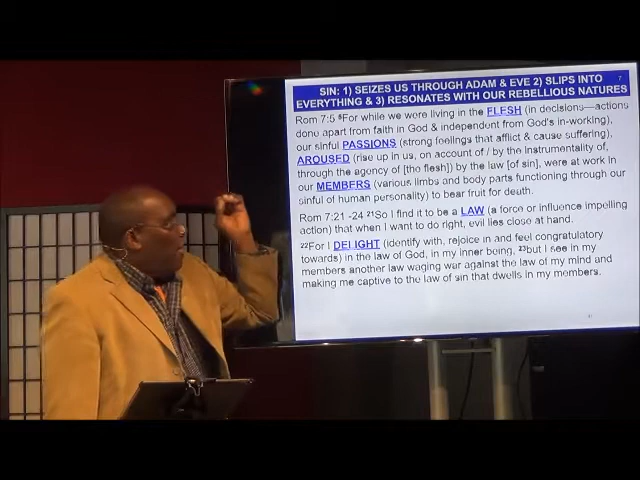 SIN: 1) SEIZES US THROUGH ADAM & EVE 2) SLIPS INTO
EVERYTHING & 3) RESONATES WITH OUR REBELLIOUS NATURES
7
Rom 7:5 ⁵For while we were living in the FLESH (in decisions—actions
done apart from faith in God & independent from God's in-working),
our sinful PASSIONS (strong feelings that afflict & cause suffering),
AROUSED (rise up in us, on account of / by the instrumentality of,
through the agency of [the flesh]) by the law [of sin], were at work in
our MEMBERS (various limbs and body parts functioning through our
sinful of human personality) to bear fruit for death.
Rom 7:21 -24 ²¹So I find it to be a LAW (a force or influence impelling
action) that when I want to do right, evil lies close at hand.
²²For I DELIGHT (identify with, rejoice in and feel congratulatory
towards) in the law of God, in my inner being, ²³but I see in my
members another law waging war against the law of my mind and
making me captive to the law of sin that dwells in my members.